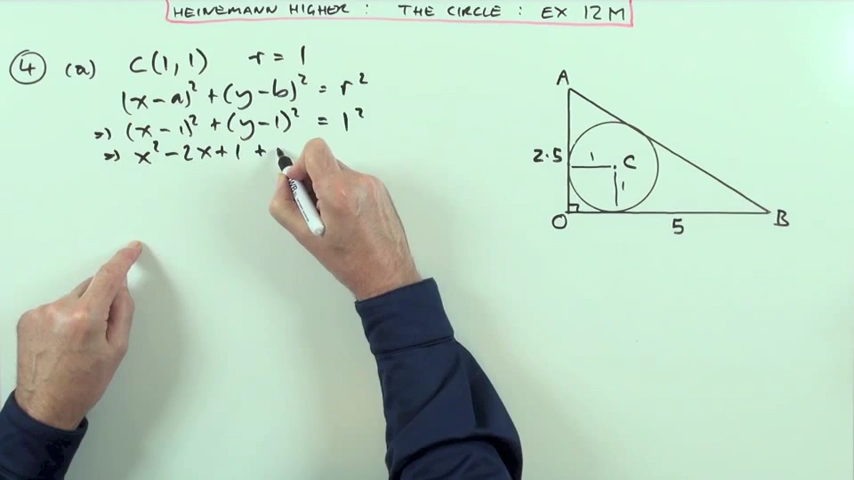 HEINEMANN HIGHER : THE CIRCLE : EX 12M
④ (a) C(1, 1) r = 1
(x - a)² + (y - b)² = r²
⇒ (x - 1)² + (y - 1)² = 1²
⇒ x² - 2x + 1 +
A
2·5
1
C
1
O
5
B